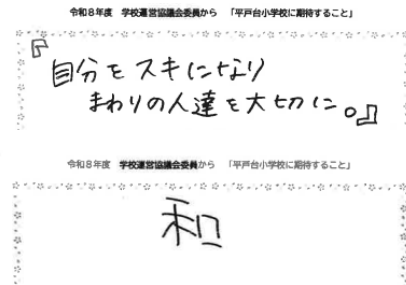 令和8年度 学校運営協議会委員から 「平戸台小学校に期待すること」
『自分をスキになり
まわりの人達を大切に。』
令和8年度 学校運営協議会委員から 「平戸台小学校に期待すること」
和